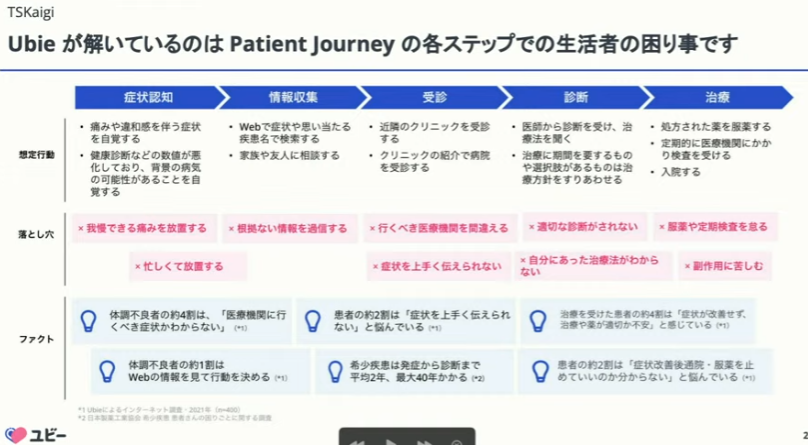 TSKaigi
Ubie が解いているのは Patient Journey の各ステップでの生活者の困り事です
症状認知
情報収集
受診
診断
治療
想定行動
• 痛みや違和感を伴う症状
を自覚する
• 健康診断などの数値が悪
化しており、背景の病気
の可能性があることを自
覚する
• Webで症状や思い当たる
疾患名で検索する
• 家族や友人に相談する
• 近隣のクリニックを受診
する
• クリニックの紹介で病院
を受診する
• 医師から診断を受け、治
療法を聞く
• 治療に期間を要するもの
や選択肢があるものは治
療方針をすりあわせる
• 処方された薬を服薬する
• 定期的に医療機関にかか
り検査を受ける
• 入院する
落とし穴
× 我慢できる痛みを放置する
× 根拠ない情報を過信する
× 行くべき医療機関を間違える
× 適切な診断がされない
× 服薬や定期検査を怠る
× 忙しくて放置する
× 症状を上手く伝えられない
× 自分にあった治療法がわから
ない
× 副作用に苦しむ
ファクト
体調不良者の約4割は、「医療機関に行
くべき症状かわからない」(*1)
患者の約2割は「症状を上手く伝えられ
ない」と悩んでいる (*1)
治療を受けた患者の約4割は「症状が改善せず、
治療や薬が適切か不安」と感じている (*1)
体調不良者の約1割は
Webの情報を見て行動を決める (*1)
希少疾患は発症から診断まで
平均2年、最大40年かかる (*2)
患者の約2割は「症状改善後通院・服薬を止
めていいのか分からない」と悩んでいる (*1)
*1 Ubieによるインターネット調査・2021年 (n=400)
*2 日本製薬工業協会 希少疾患 患者さんの困りごとに関する調査
ユビー
2